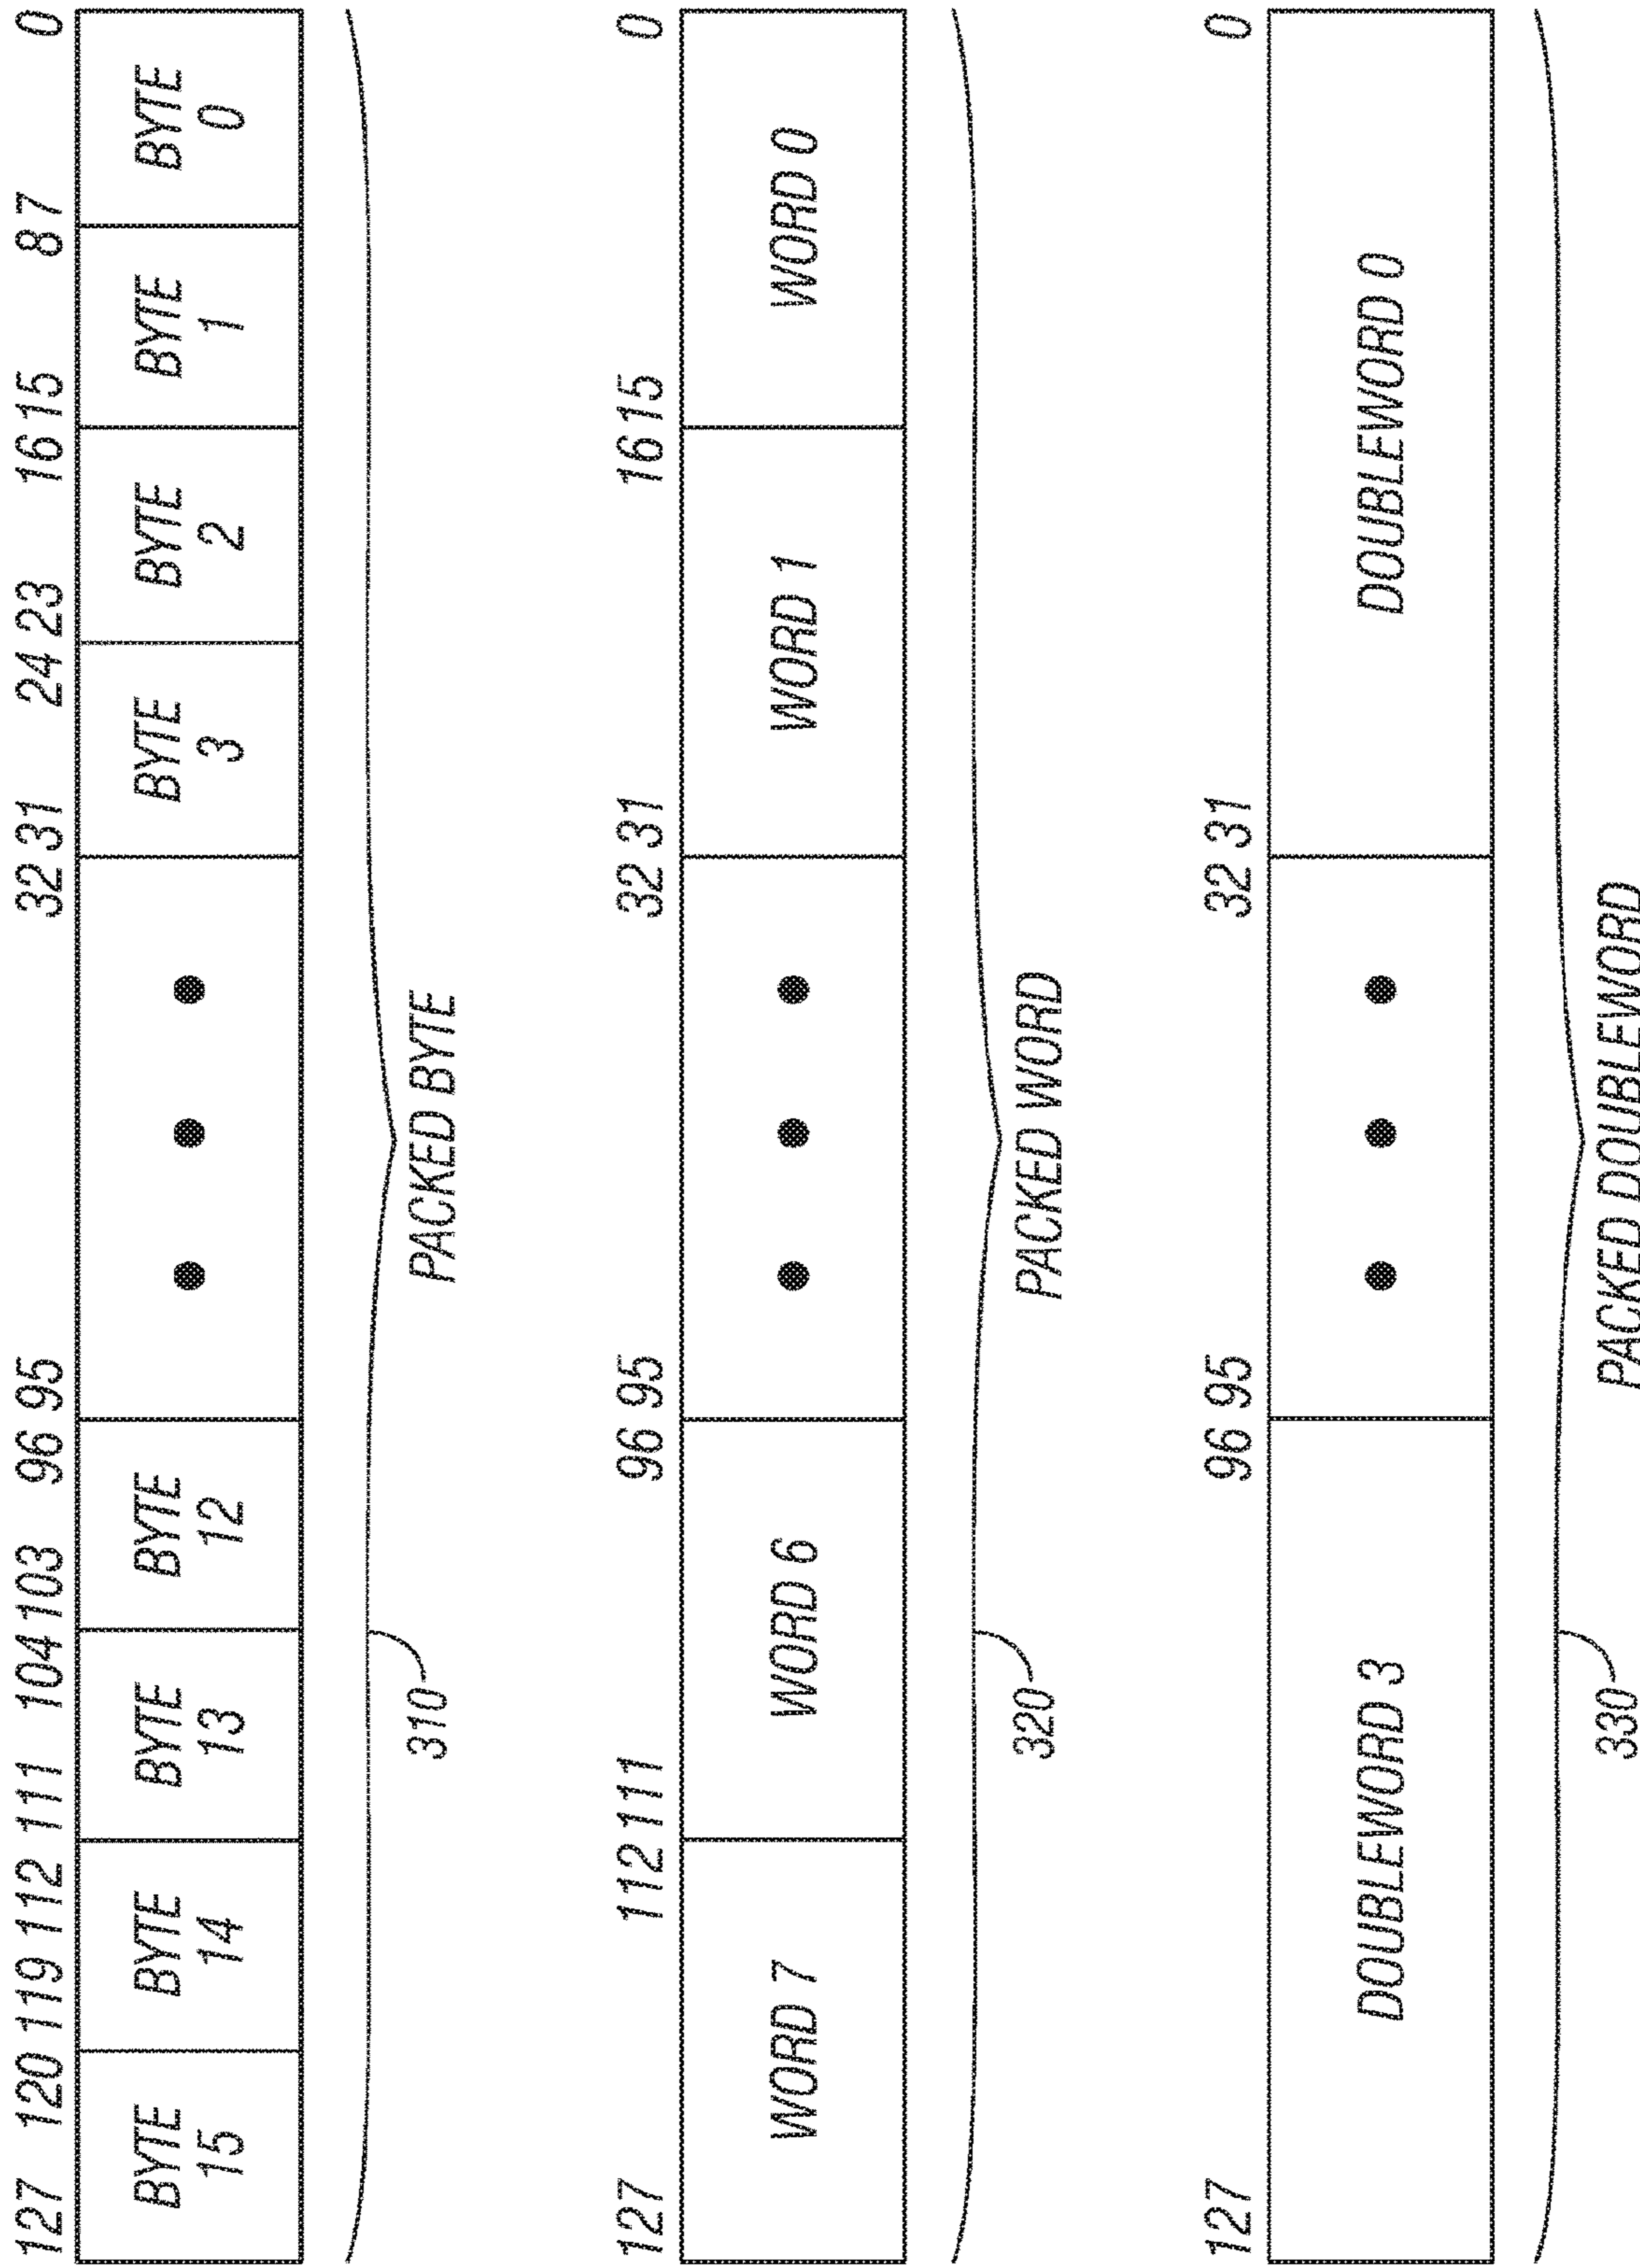 127 120 119 112 111 104 103 96 95 32 31 24 23 16 15 8 7 0
BYTE 15
BYTE 14
BYTE 13
BYTE 12
BYTE 3
BYTE 2
BYTE 1
BYTE 0
310
PACKED BYTE
127 112 111 96 95 32 31 16 15 0
WORD 7
WORD 6
WORD 1
WORD 0
320
PACKED WORD
127 96 95 32 31 0
DOUBLEWORD 3
DOUBLEWORD 0
330
PACKED DOUBLEWORD